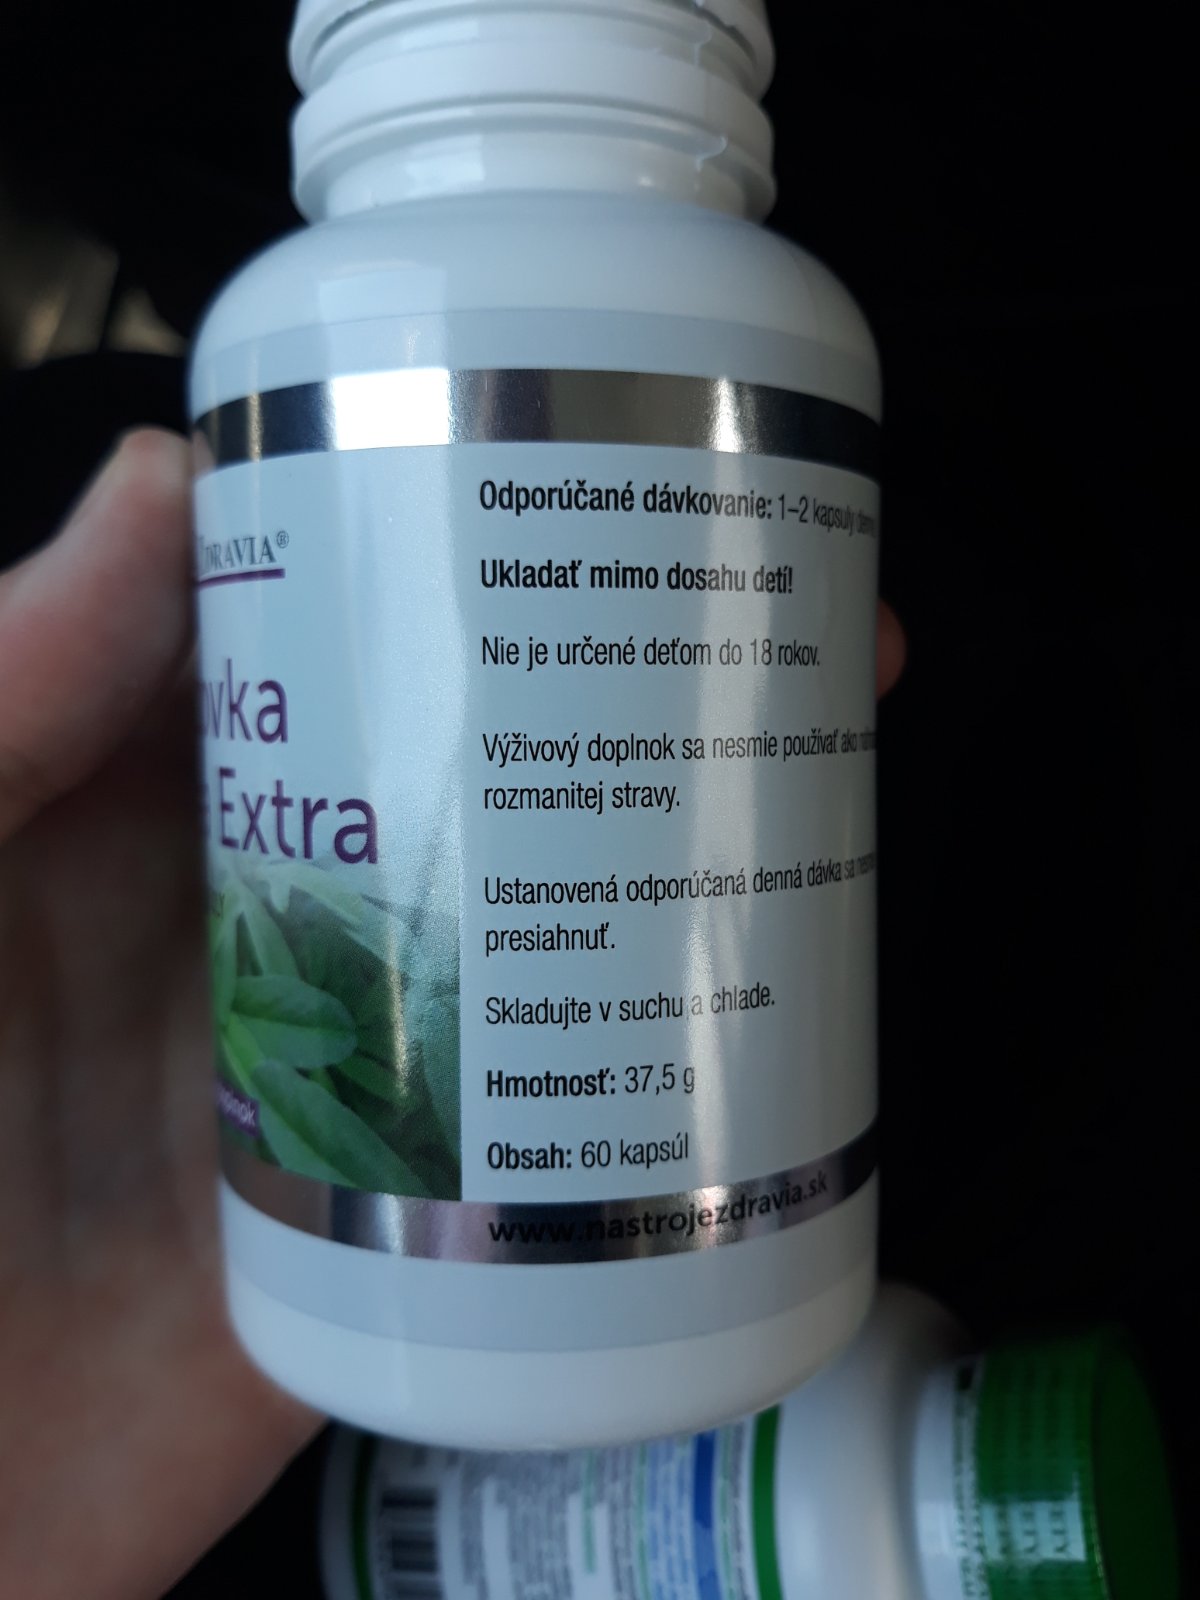 ZDRAVIA®
ovka
Extra
Odporúčané dávkovanie: 1–2 kapsuly denne
Ukladať mimo dosahu detí!
Nie je určené deťom do 18 rokov.
Výživový doplnok sa nesmie používať ako
rozmanitej stravy.
Ustanovená odporúčaná denná dávka sa
presiahnuť.
Skladujte v suchu a chlade.
Hmotnosť: 37,5 g
Obsah: 60 kapsúl
www.nastrojezdravia.sk